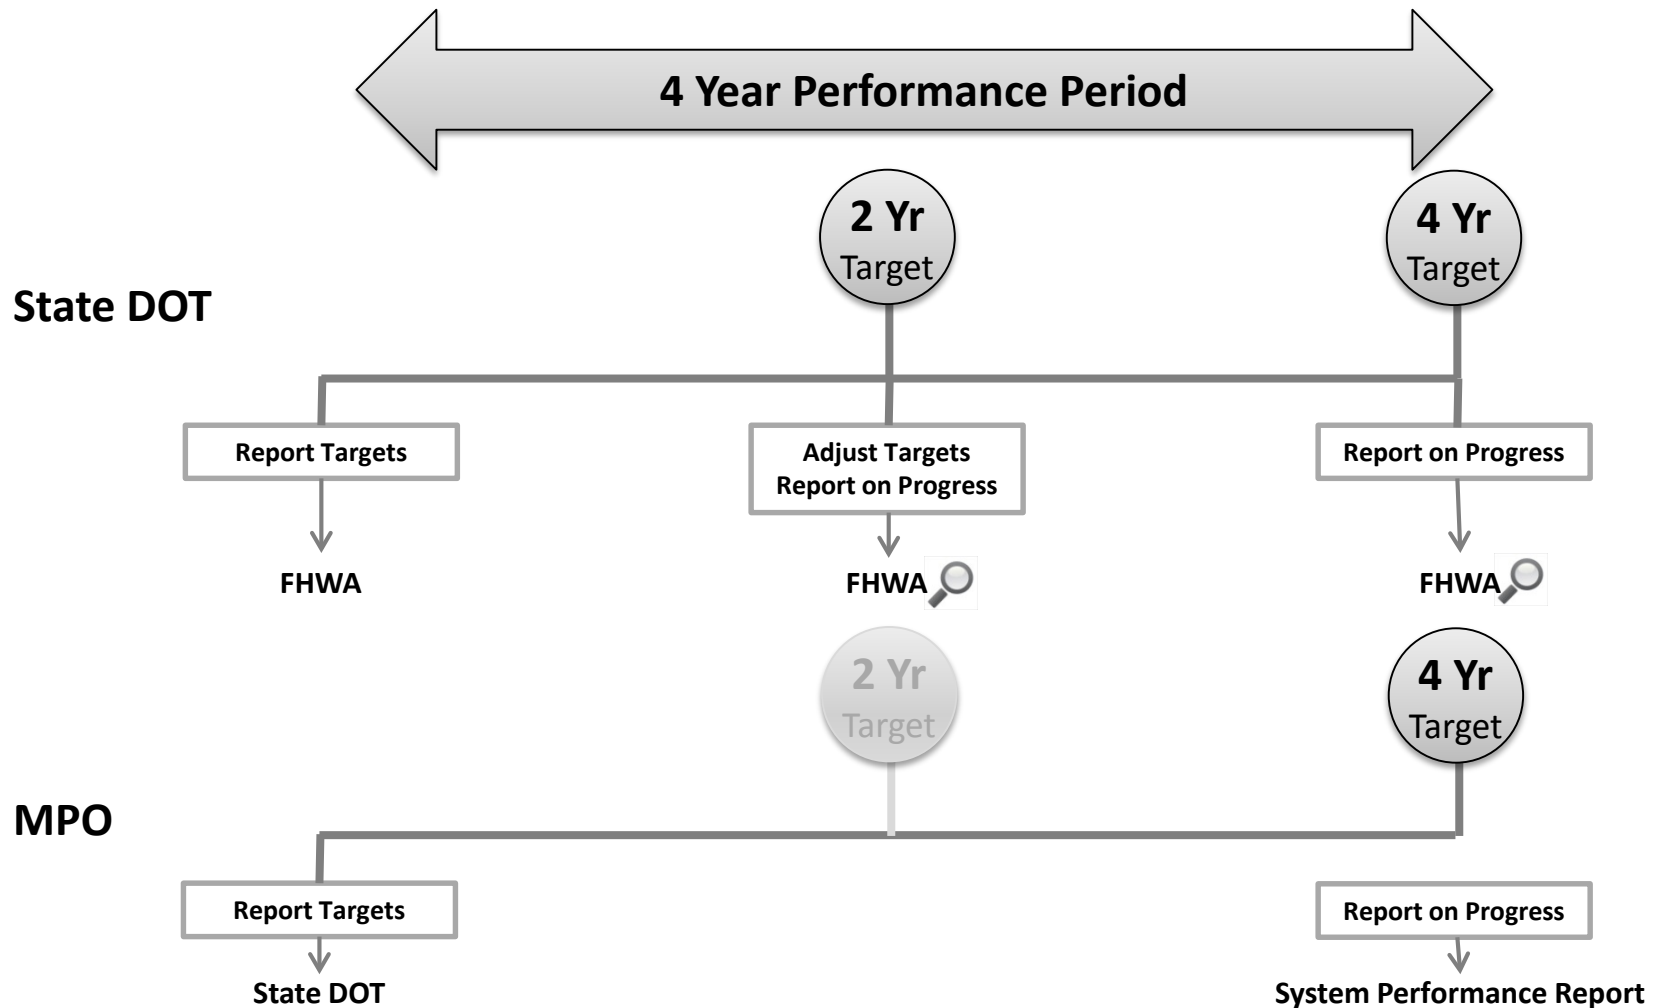 4 Year Performance Period
2 Yr
Target
4 Yr
Target
State DOT
Report Targets
Adjust Targets
Report on Progress
Report on Progress
FHWA
FHWA
FHWA
2 Yr
Target
4 Yr
Target
MPO
Report Targets
Report on Progress
State DOT
System Performance Report